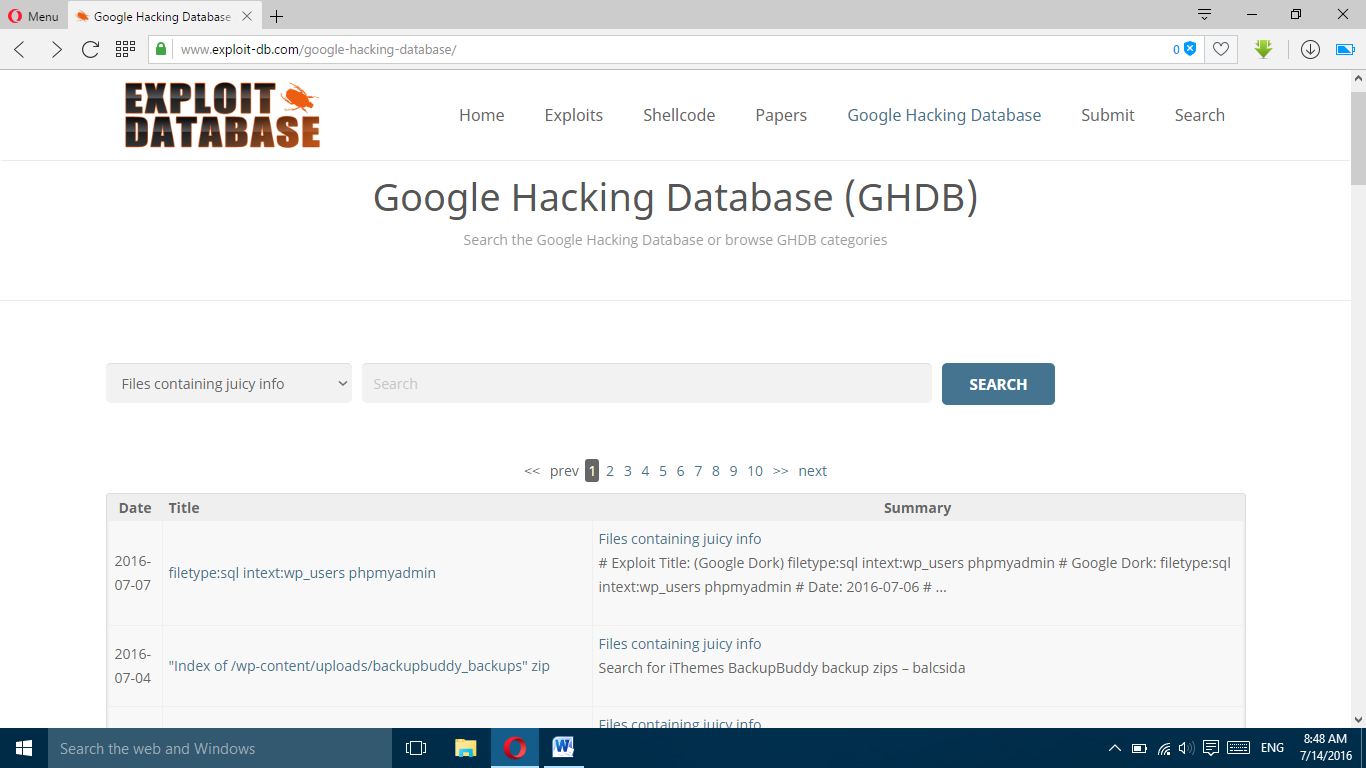 Menu
Google Hacking Database
www.exploit-db.com/google-hacking-database/
0
EXPLOIT
DATABASE
Home Exploits Shellcode Papers Google Hacking Database Submit Search
Google Hacking Database (GHDB)
Search the Google Hacking Database or browse GHDB categories
Files containing juicy info
Search
SEARCH
<< prev 1 2 3 4 5 6 7 8 9 10 >> next
Date Title Summary
2016-
07-07
filetype:sql intext:wp_users phpmyadmin
Files containing juicy info
# Exploit Title: (Google Dork) filetype:sql intext:wp_users phpmyadmin # Google Dork: filetype:sql
intext:wp_users phpmyadmin # Date: 2016-07-06 # ...
2016-
07-04
"Index of /wp-content/uploads/backupbuddy_backups" zip
Files containing juicy info
Search for iThemes BackupBuddy backup zips – balcsida
Files containing juicy info
Search the web and Windows
ENG
8:48 AM
7/14/2016